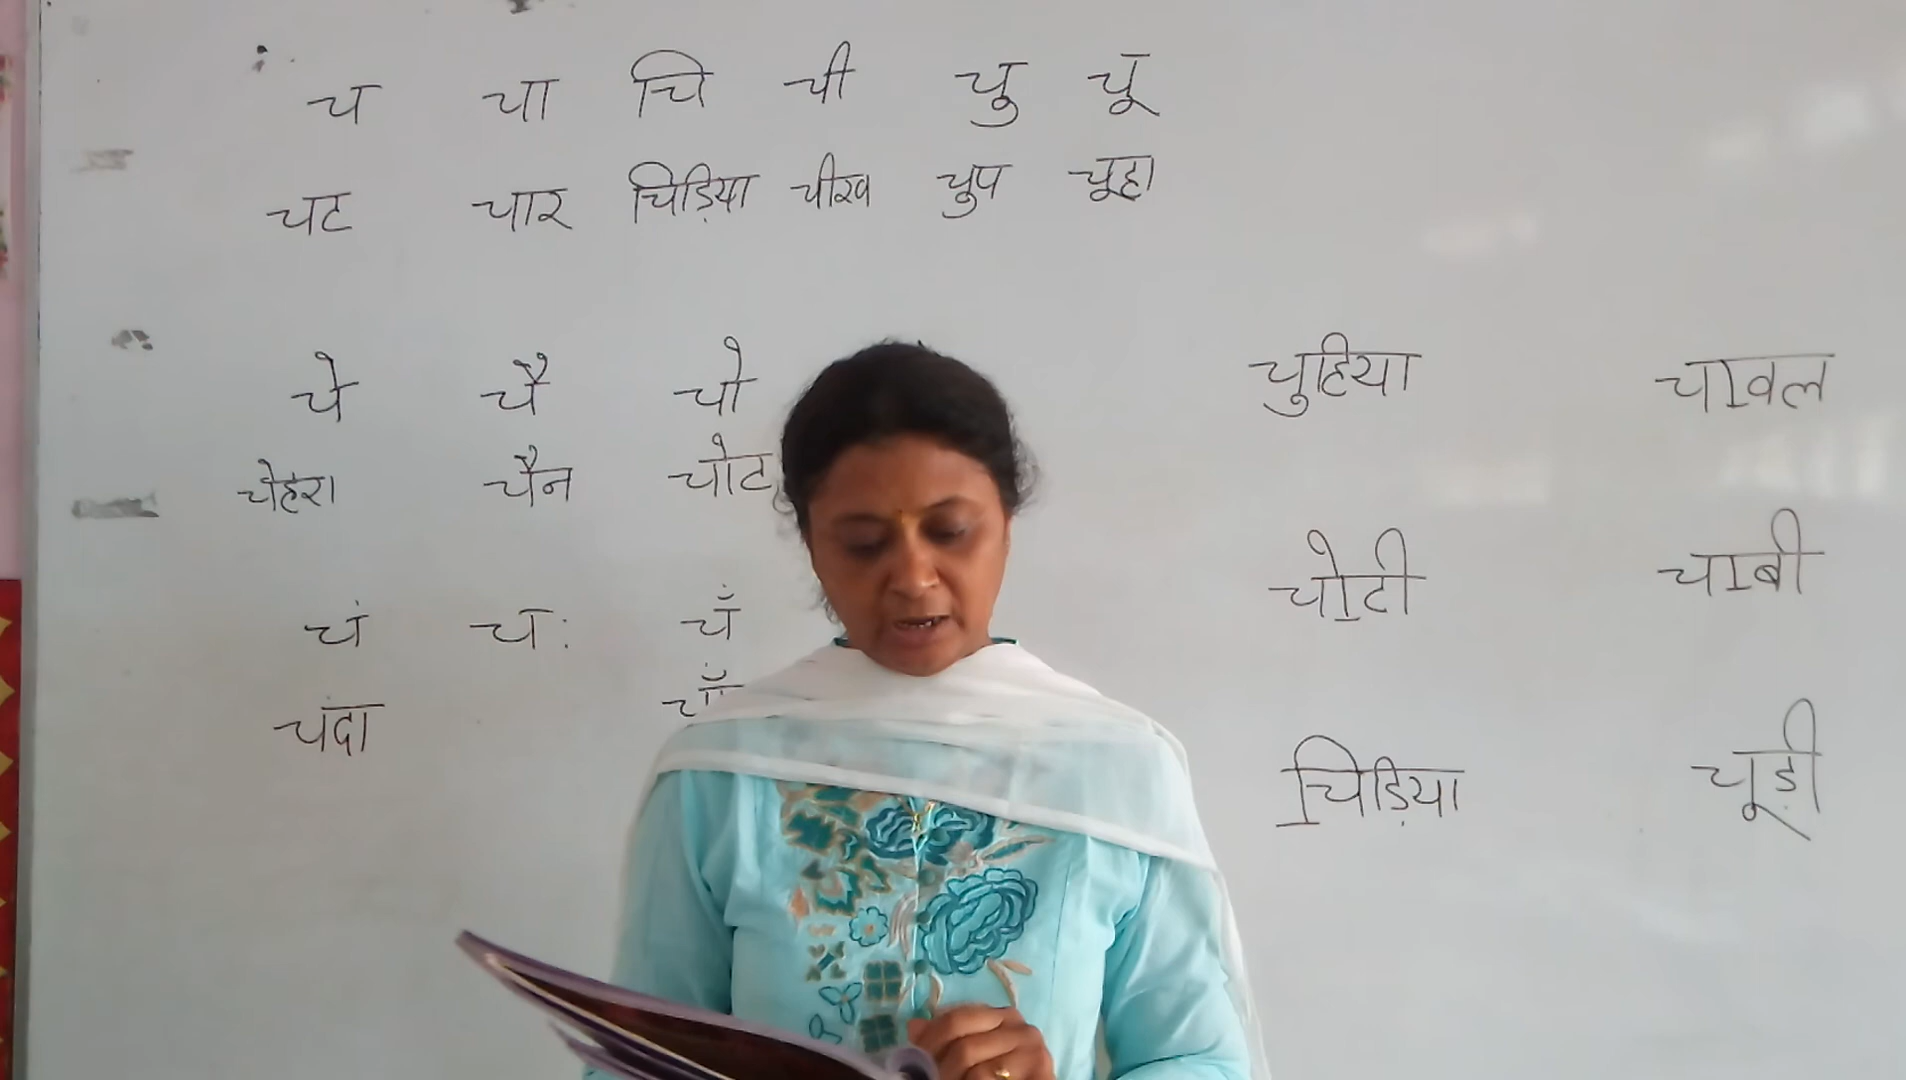 च चा चि ची चु चू
चट चार चिड़िया चीख चुप चूहा
चे चै चो
चेहरा चैन चोट
चं चः चँ
चंदा
चुहिया चावल
चोटी चाबी
चिड़िया चूड़ी